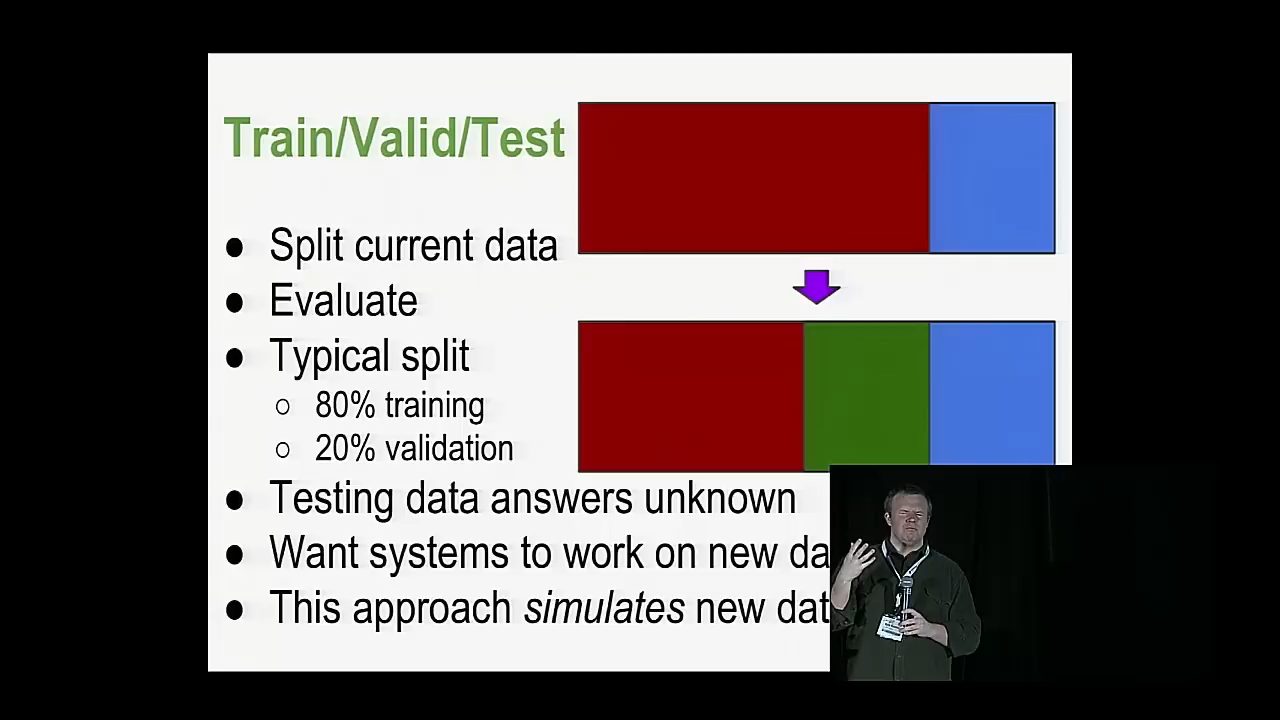 Train/Valid/Test
● Split current data
● Evaluate
● Typical split
○ 80% training
○ 20% validation
● Testing data answers unknown
● Want systems to work on new da
● This approach simulates new dat